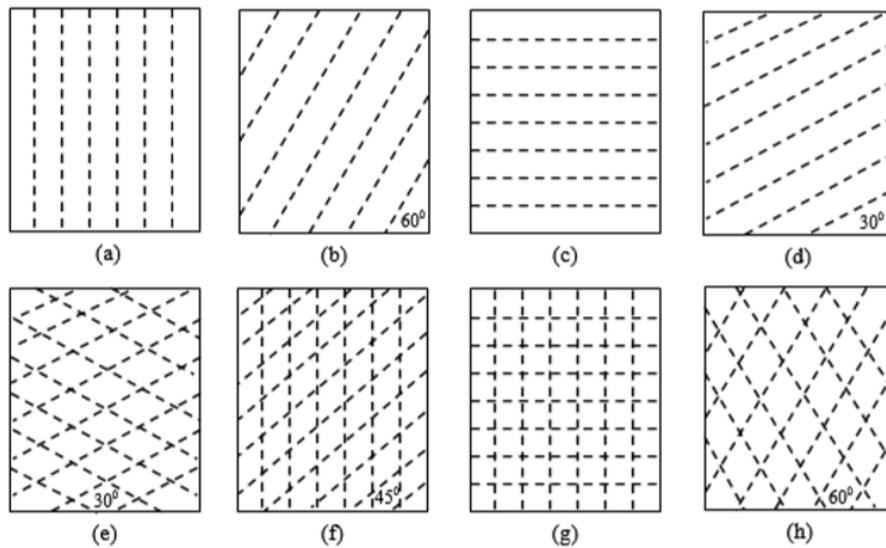 60⁰ 30⁰
(a) (b) (c) (d)
30⁰ 45⁰ 60⁰
(e) (f) (g) (h)